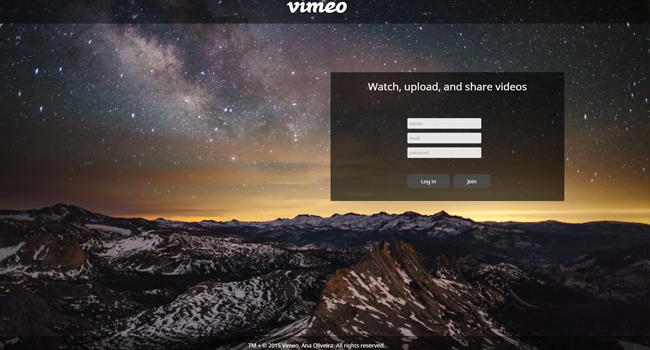 vimeo
Watch, upload, and share videos
name
email
password
Log in
Join
TM + © 2015 Vimeo, Ana Oliveira. All rights reserved.